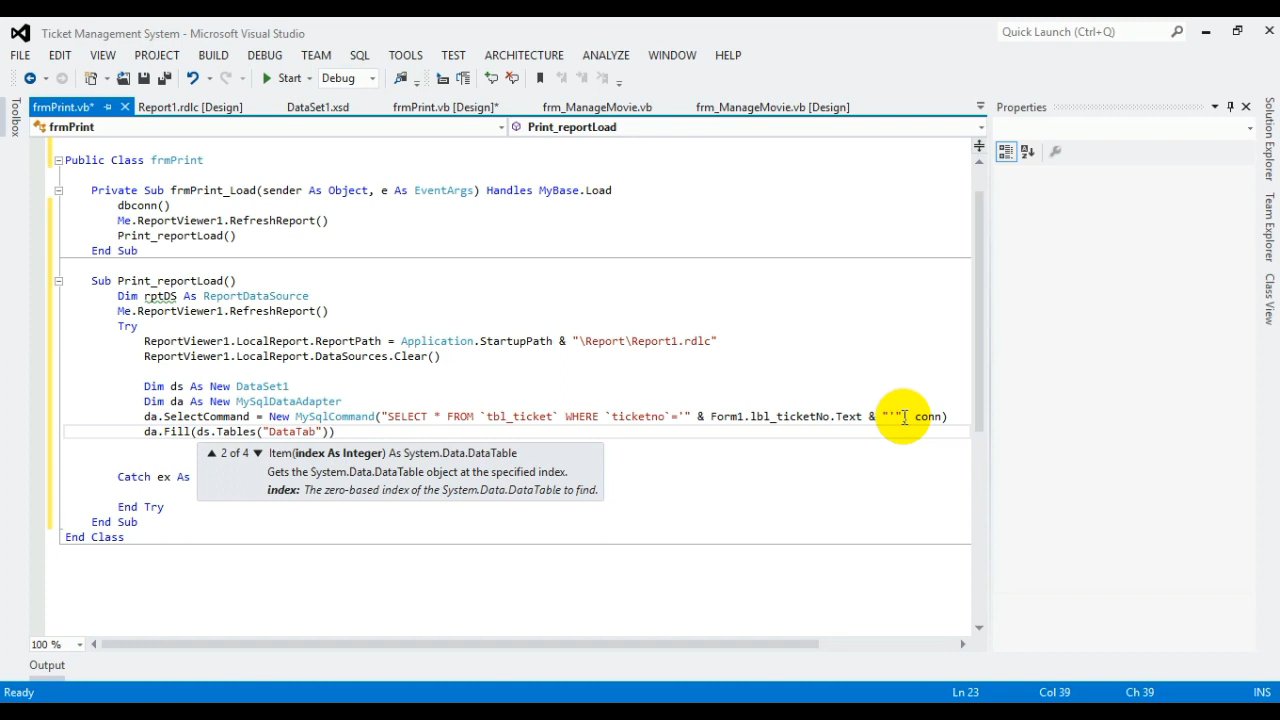 Ticket Management System - Microsoft Visual Studio
Quick Launch (Ctrl+Q)
FILE EDIT VIEW PROJECT BUILD DEBUG TEAM SQL TOOLS TEST ARCHITECTURE ANALYZE WINDOW HELP
Start Debug
frmPrint.vb* Report1.rdlc [Design] DataSet1.xsd frmPrint.vb [Design]* frm_ManageMovie.vb frm_ManageMovie.vb [Design]
Properties
frmPrint Print_reportLoad
Toolbox
Solution Explorer
Team Explorer
Class View
Public Class frmPrint
Private Sub frmPrint_Load(sender As Object, e As EventArgs) Handles MyBase.Load
dbconn()
Me.ReportViewer1.RefreshReport()
Print_reportLoad()
End Sub
Sub Print_reportLoad()
Dim rptDS As ReportDataSource
Me.ReportViewer1.RefreshReport()
Try
ReportViewer1.LocalReport.ReportPath = Application.StartupPath & "\Report\Report1.rdlc"
ReportViewer1.LocalReport.DataSources.Clear()
Dim ds As New DataSet1
Dim da As New MySqlDataAdapter
da.SelectCommand = New MySqlCommand("SELECT * FROM `tbl_ticket` WHERE `ticketno`='" & Form1.lbl_ticketNo.Text & "'", conn)
da.Fill(ds.Tables("DataTab"))
▲ 2 of 4 ▼ Item(index As Integer) As System.Data.DataTable
Gets the System.Data.DataTable object at the specified index.
index: The zero-based index of the System.Data.DataTable to find.
Catch ex As
End Try
End Sub
End Class
100 %
Output
Ready Ln 23 Col 39 Ch 39 INS